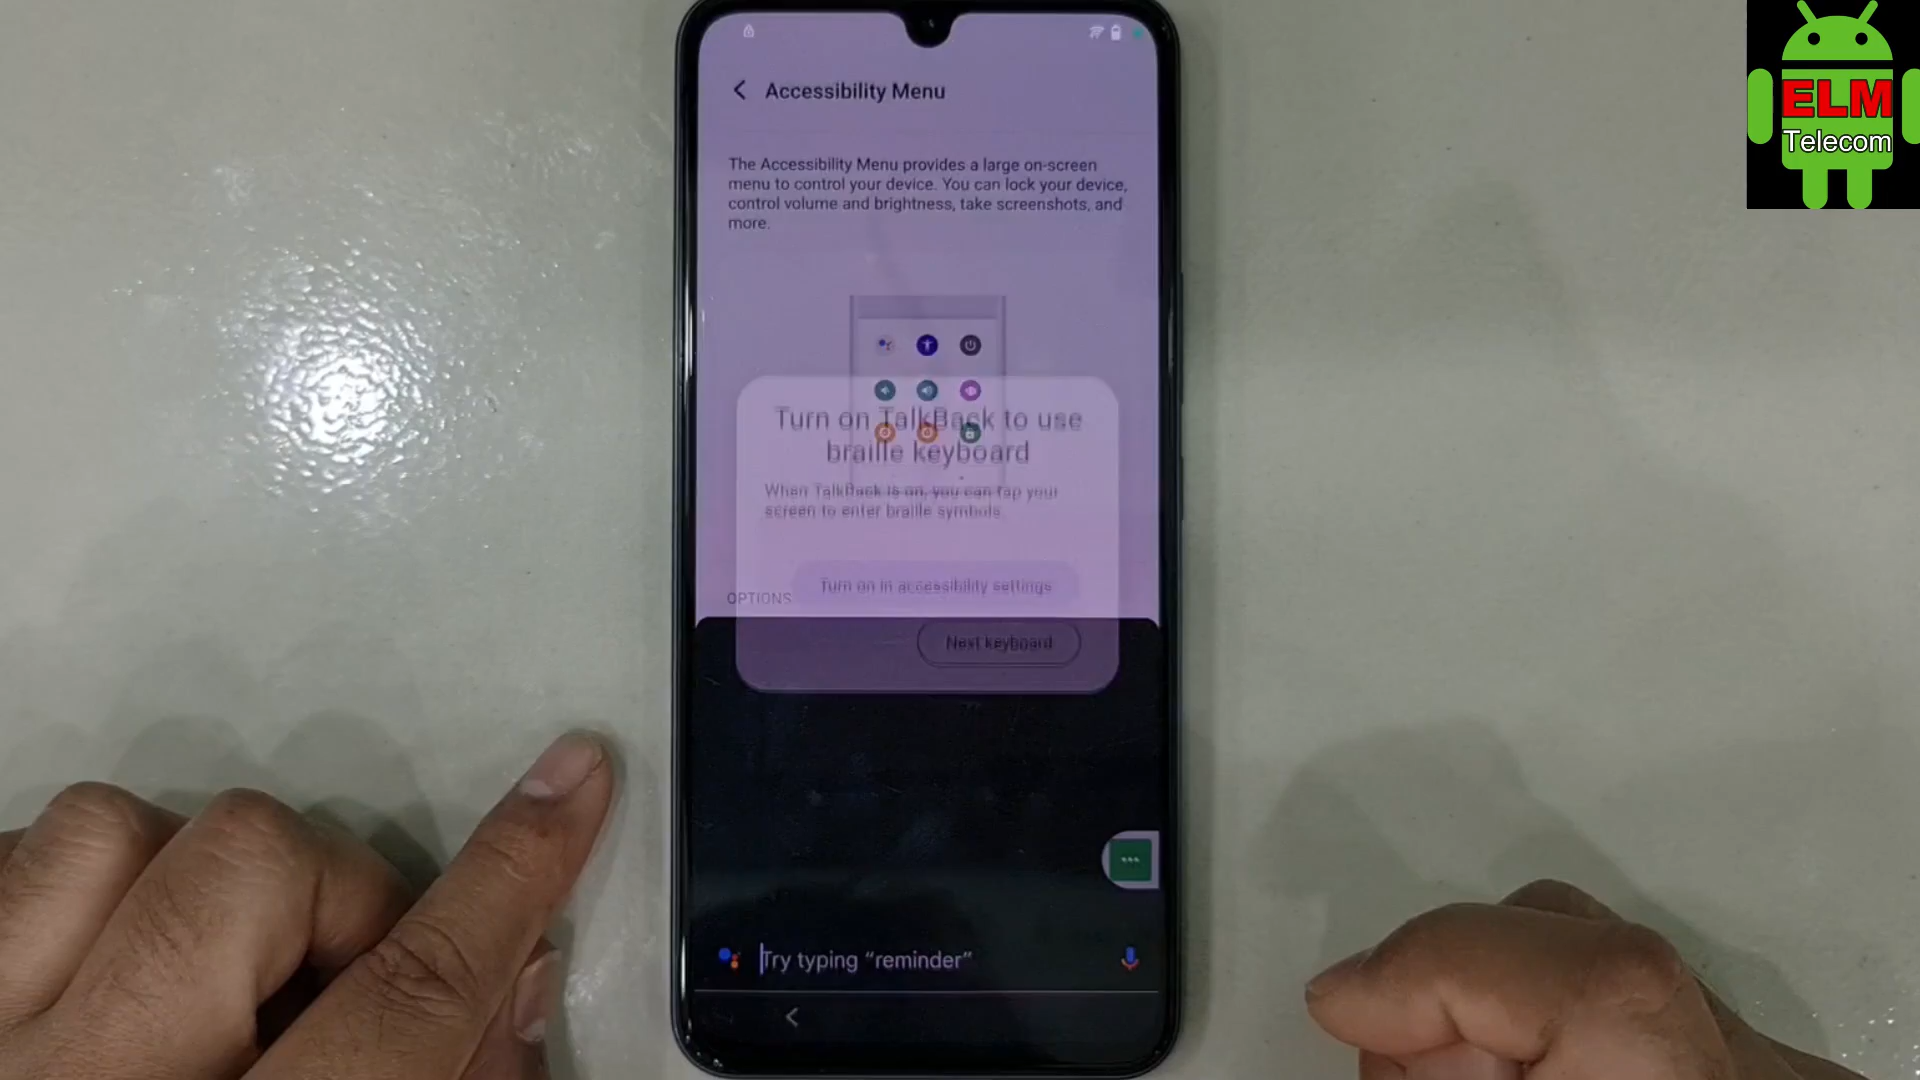 Accessibility Menu
The Accessibility Menu provides a large on-screen
menu to control your device. You can lock your device,
control volume and brightness, take screenshots, and
more.
Turn on TalkBack to use
braille keyboard
When TalkBack is on, you can tap your
screen to enter braille symbols.
Turn on in accessibility settings
OPTIONS
Next keyboard
Try typing “reminder”
ELM
Telecom